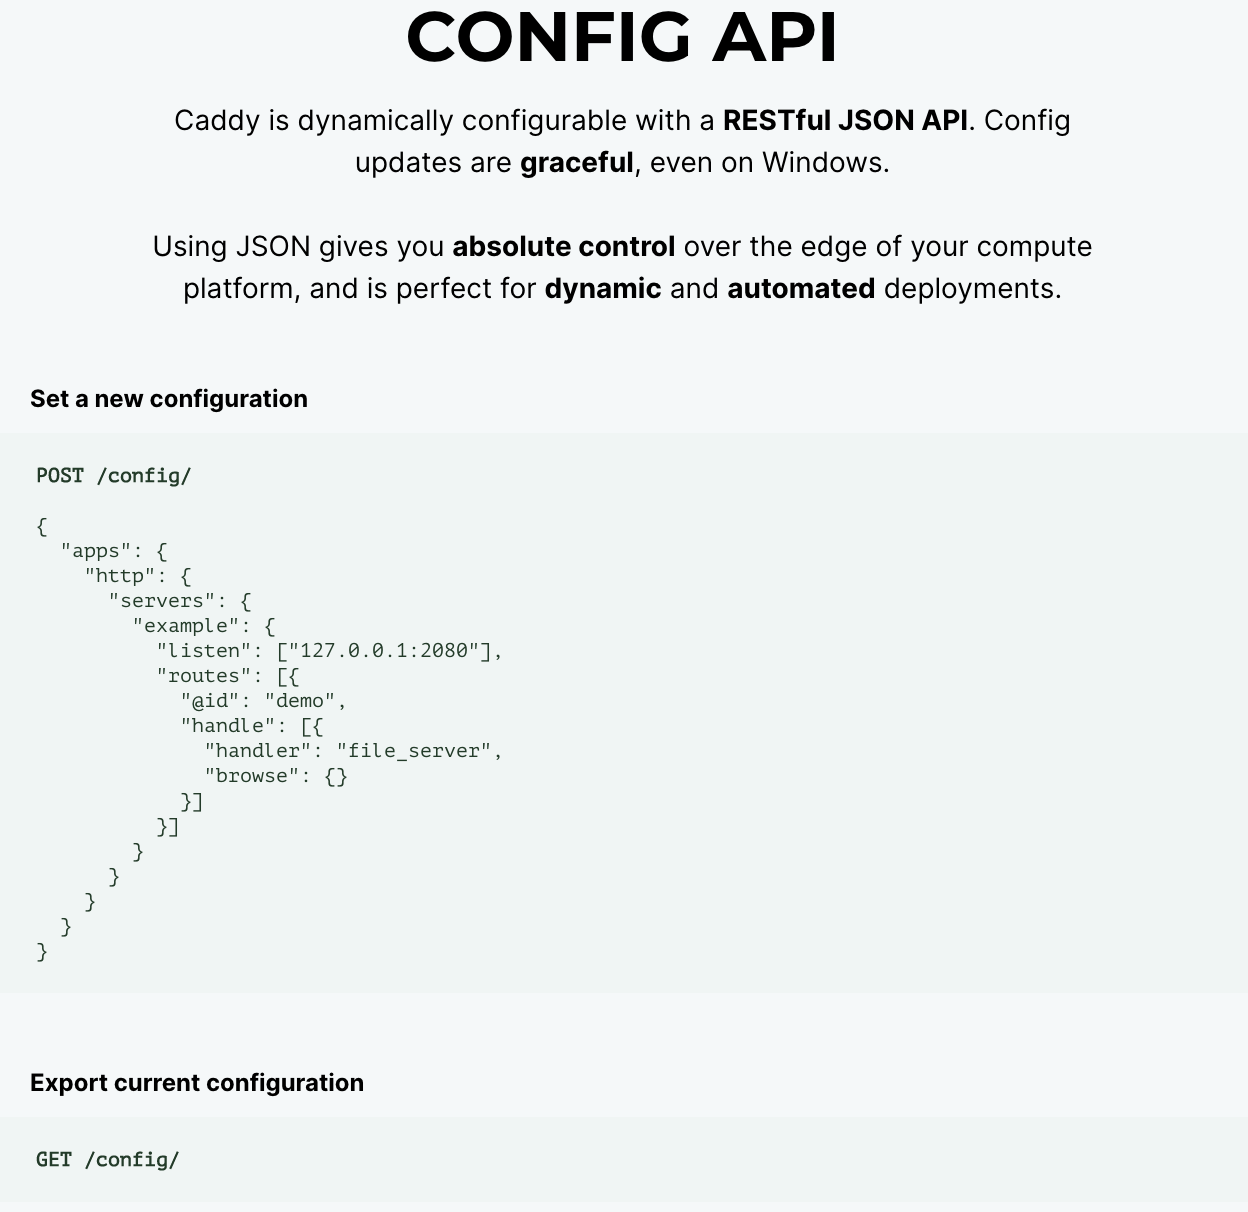 CONFIG API
Caddy is dynamically configurable with a RESTful JSON API. Config
updates are graceful, even on Windows.
Using JSON gives you absolute control over the edge of your compute
platform, and is perfect for dynamic and automated deployments.
Set a new configuration
POST /config/
{
  "apps": {
    "http": {
      "servers": {
        "example": {
          "listen": ["127.0.0.1:2080"],
          "routes": [{
            "@id": "demo",
            "handle": [{
              "handler": "file_server",
              "browse": {}
            }]
          }]
        }
      }
    }
  }
}
Export current configuration
GET /config/